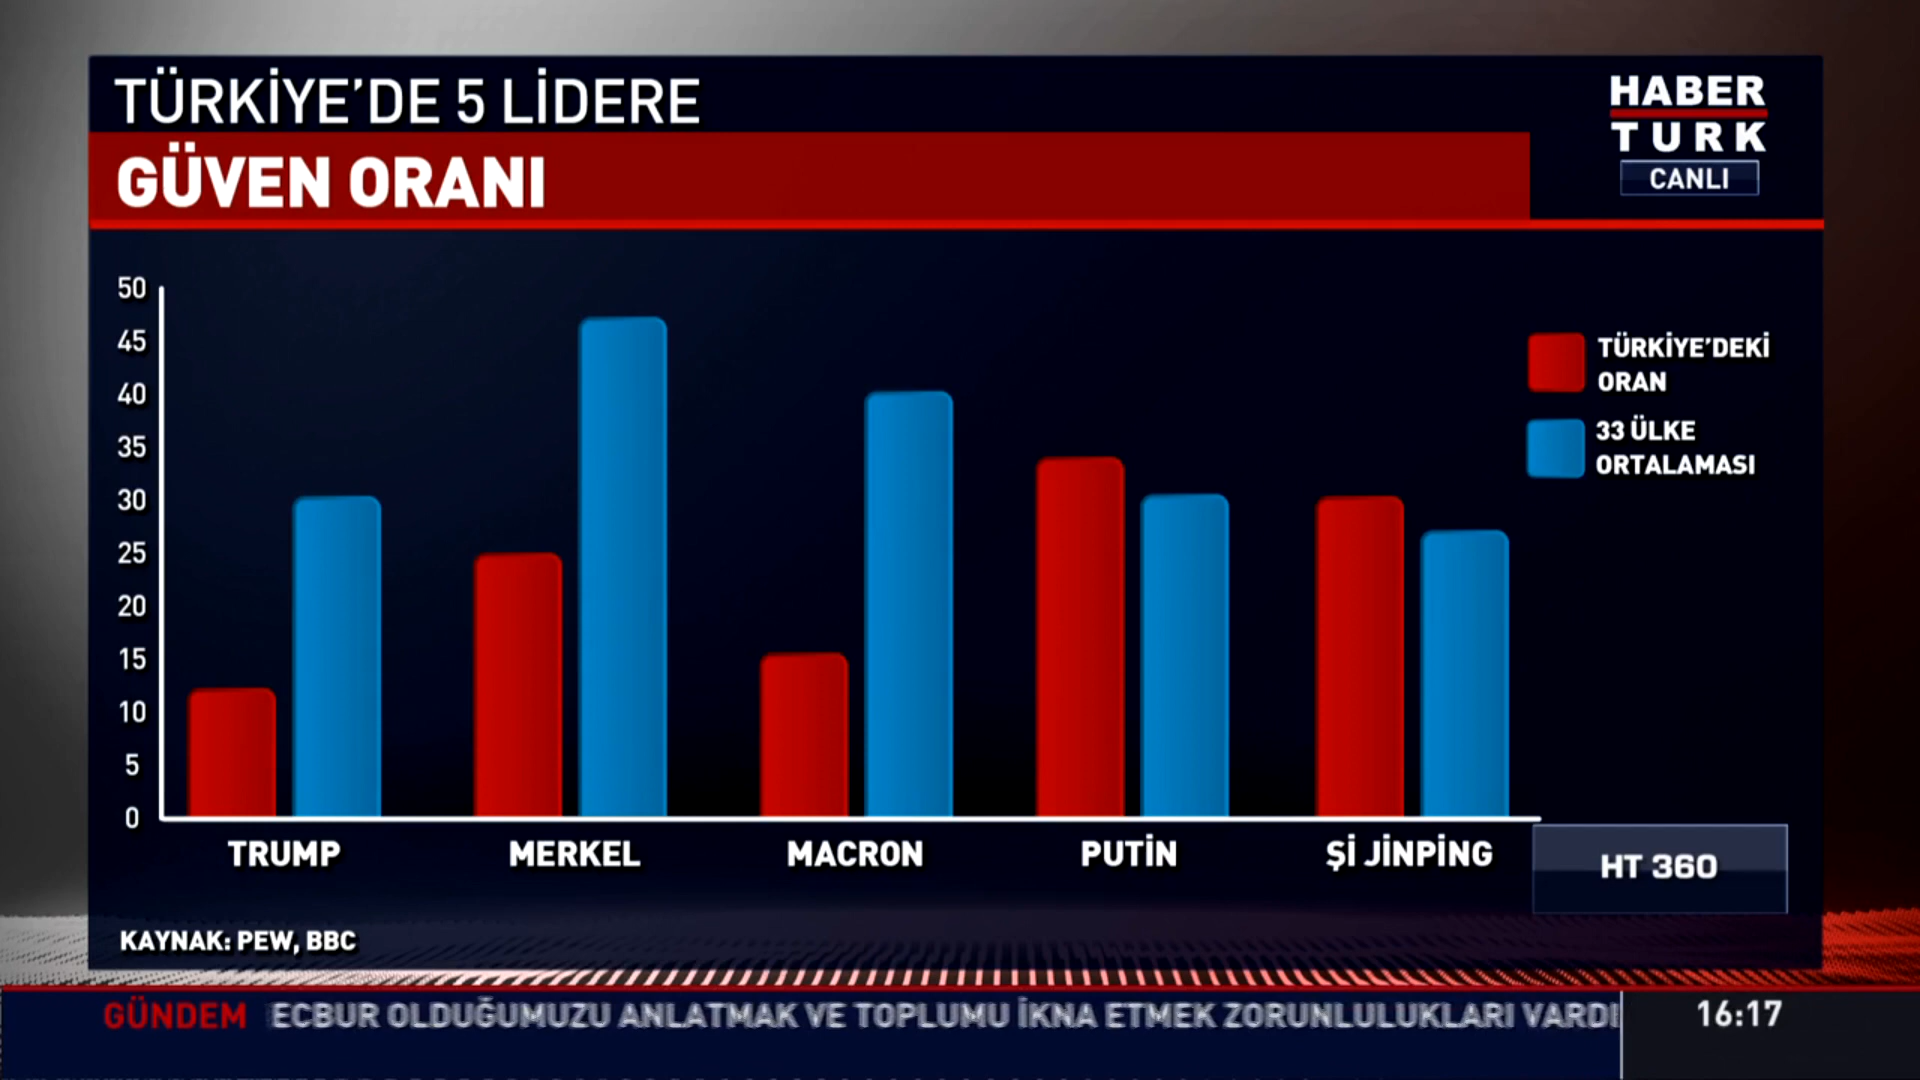 TÜRKİYE'DE 5 LİDERE
GÜVEN ORANI
HABER
TURK
CANLI
50
45
40
35
30
25
20
15
10
5
0
TÜRKİYE'DEKİ
ORAN
33 ÜLKE
ORTALAMASI
TRUMP MERKEL MACRON PUTİN Şİ JİNPİNG
HT 360
KAYNAK: PEW, BBC
GÜNDEM ECBUR OLDUĞUMUZU ANLATMAK VE TOPLUMU İKNA ETMEK ZORUNLULUKLARI VARDI
16:17